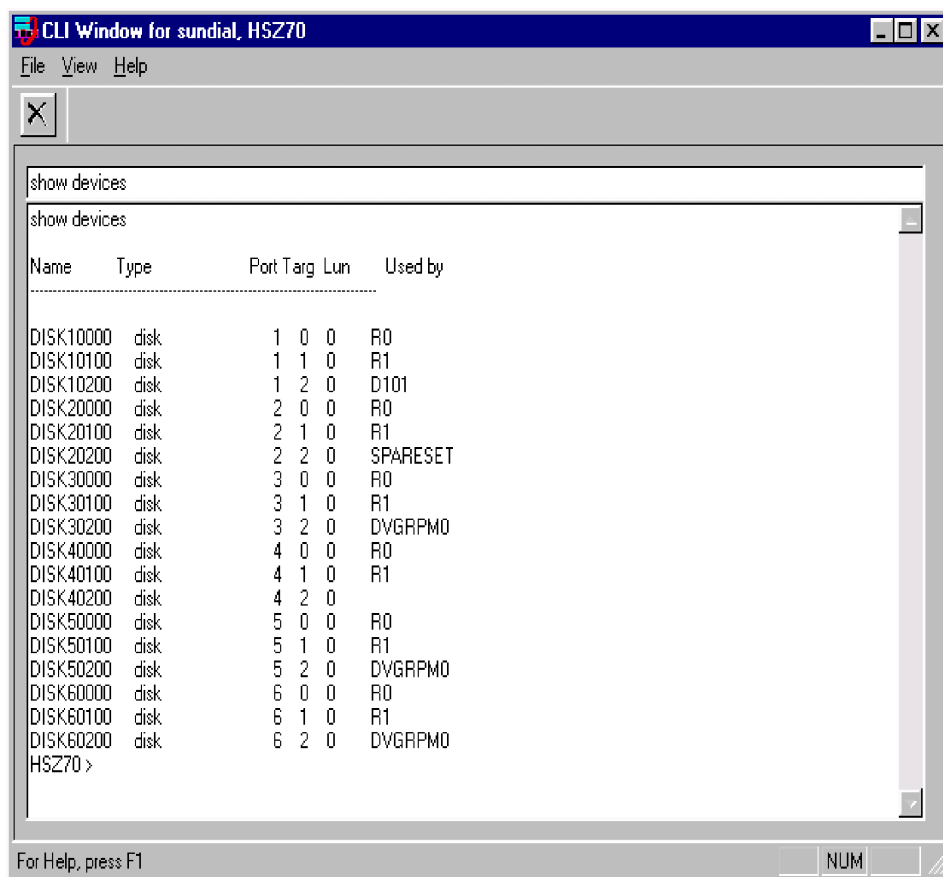 CLI Window for sundial, HSZ70
File View Help
show devices
show devices
Name Type Port Targ Lun Used by
--------------------------------------------------------------------------------
DISK10000 disk 1 0 0 R0
DISK10100 disk 1 1 0 R1
DISK10200 disk 1 2 0 D101
DISK20000 disk 2 0 0 R0
DISK20100 disk 2 1 0 R1
DISK20200 disk 2 2 0 SPARESET
DISK30000 disk 3 0 0 R0
DISK30100 disk 3 1 0 R1
DISK30200 disk 3 2 0 DVGRPM0
DISK40000 disk 4 0 0 R0
DISK40100 disk 4 1 0 R1
DISK40200 disk 4 2 0
DISK50000 disk 5 0 0 R0
DISK50100 disk 5 1 0 R1
DISK50200 disk 5 2 0 DVGRPM0
DISK60000 disk 6 0 0 R0
DISK60100 disk 6 1 0 R1
DISK60200 disk 6 2 0 DVGRPM0
HSZ70 >
For Help, press F1 NUM